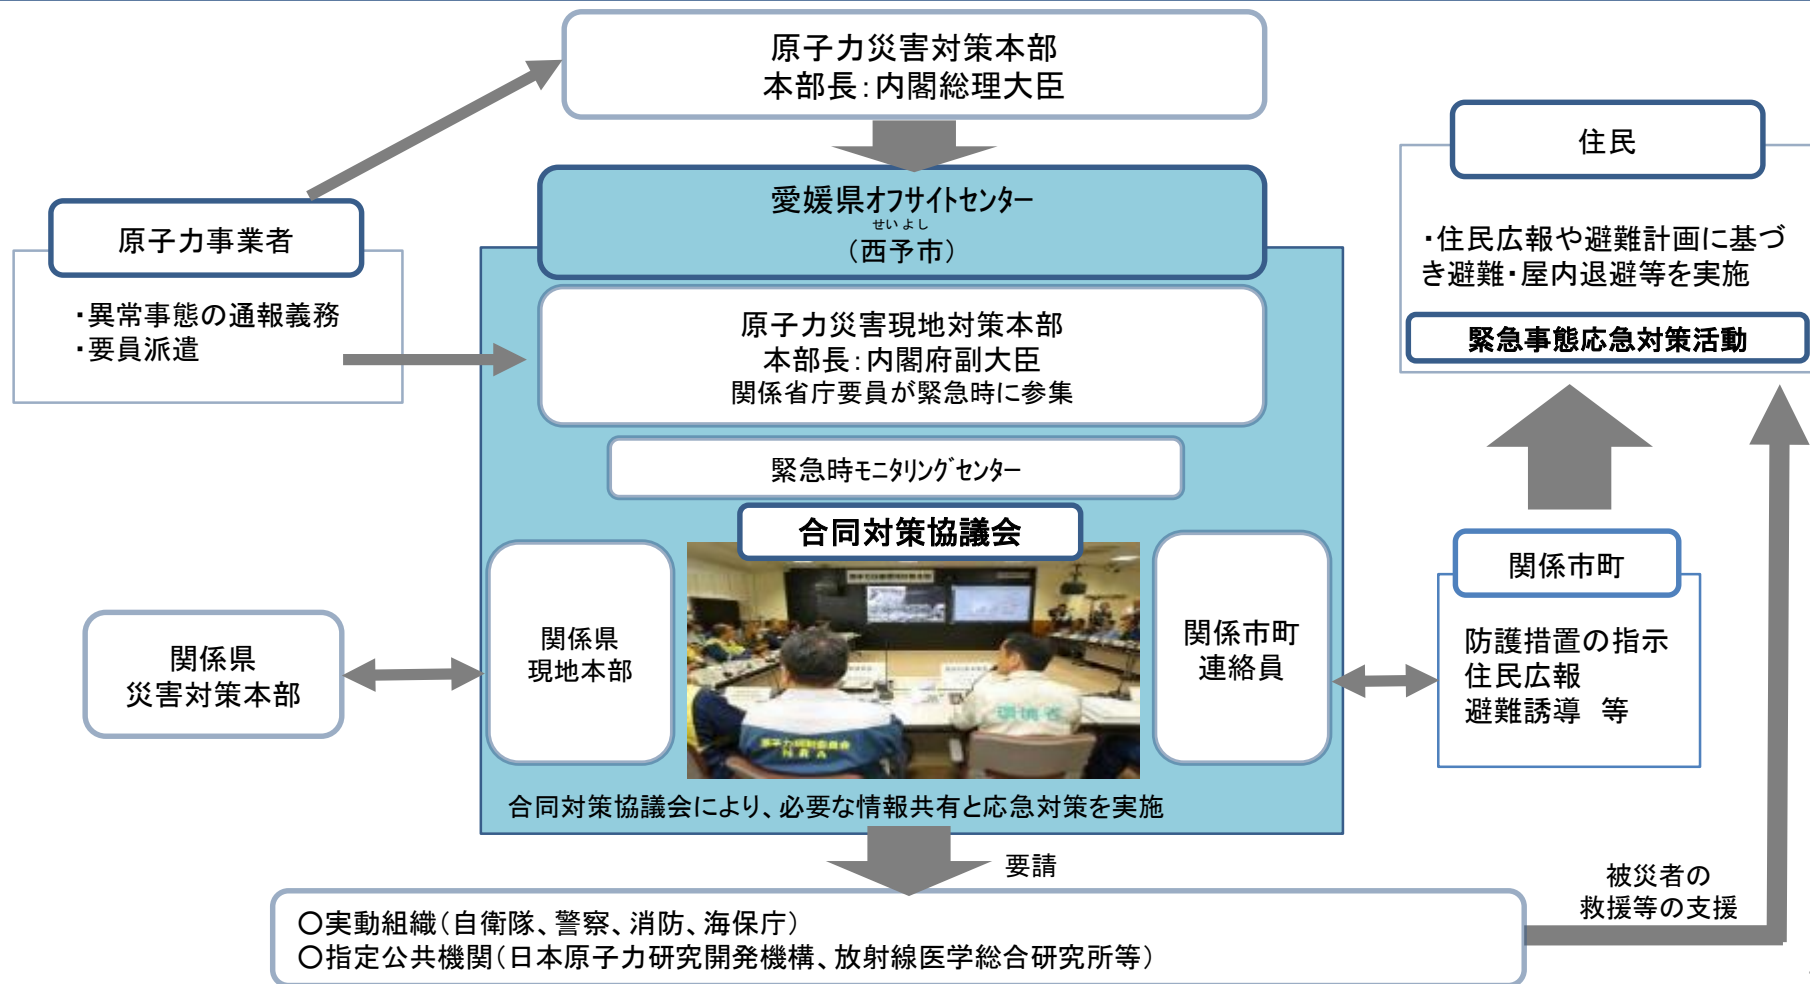 原子力災害対策本部
本部長：内閣総理大臣
愛媛県オフサイトセンター
せいよし
（西予市）
原子力事業者
・異常事態の通報義務
・要員派遣
原子力災害現地対策本部
本部長：内閣府副大臣
関係省庁要員が緊急時に参集
緊急時モニタリングセンター
合同対策協議会
関係県
災害対策本部
関係県
現地本部
原子力規制委員会
NRA
環境省
関係市町
連絡員
合同対策協議会により、必要な情報共有と応急対策を実施
住民
・住民広報や避難計画に基づ
き避難・屋内退避等を実施
緊急事態応急対策活動
関係市町
防護措置の指示
住民広報
避難誘導　等
要請
被災者の
救援等の支援
○実動組織（自衛隊、警察、消防、海保庁）
○指定公共機関（日本原子力研究開発機構、放射線医学総合研究所等）